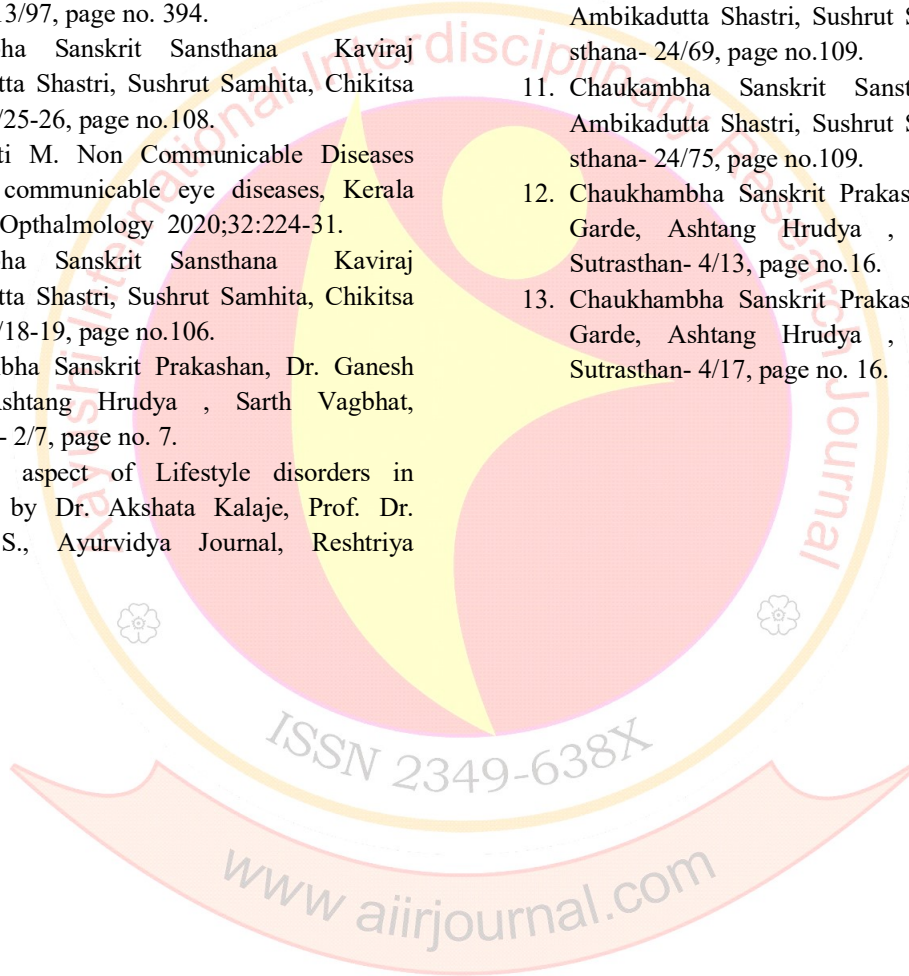 13/97, page no. 394.
ha Sanskrit Sansthana Kaviraj
tta Shastri, Sushrut Samhita, Chikitsa
/25-26, page no.108.
ti M. Non Communicable Diseases
communicable eye diseases, Kerala
Opthalmology 2020;32:224-31.
ha Sanskrit Sansthana Kaviraj
tta Shastri, Sushrut Samhita, Chikitsa
/18-19, page no.106.
bha Sanskrit Prakashan, Dr. Ganesh
shtang Hrudya , Sarth Vagbhat,
- 2/7, page no. 7.
aspect of Lifestyle disorders in
by Dr. Akshata Kalaje, Prof. Dr.
S., Ayurvidya Journal, Reshtriya
Ambikadutta Shastri, Sushrut S
sthana- 24/69, page no.109.
11. Chaukambha Sanskrit Sanst
Ambikadutta Shastri, Sushrut S
sthana- 24/75, page no.109.
12. Chaukhambha Sanskrit Prakas
Garde, Ashtang Hrudya ,
Sutrasthan- 4/13, page no.16.
13. Chaukhambha Sanskrit Prakas
Garde, Ashtang Hrudya ,
Sutrasthan- 4/17, page no. 16.
Aayushi International Interdisciplinary Research Journal
ISSN 2349-638X
www aiirjournal.com